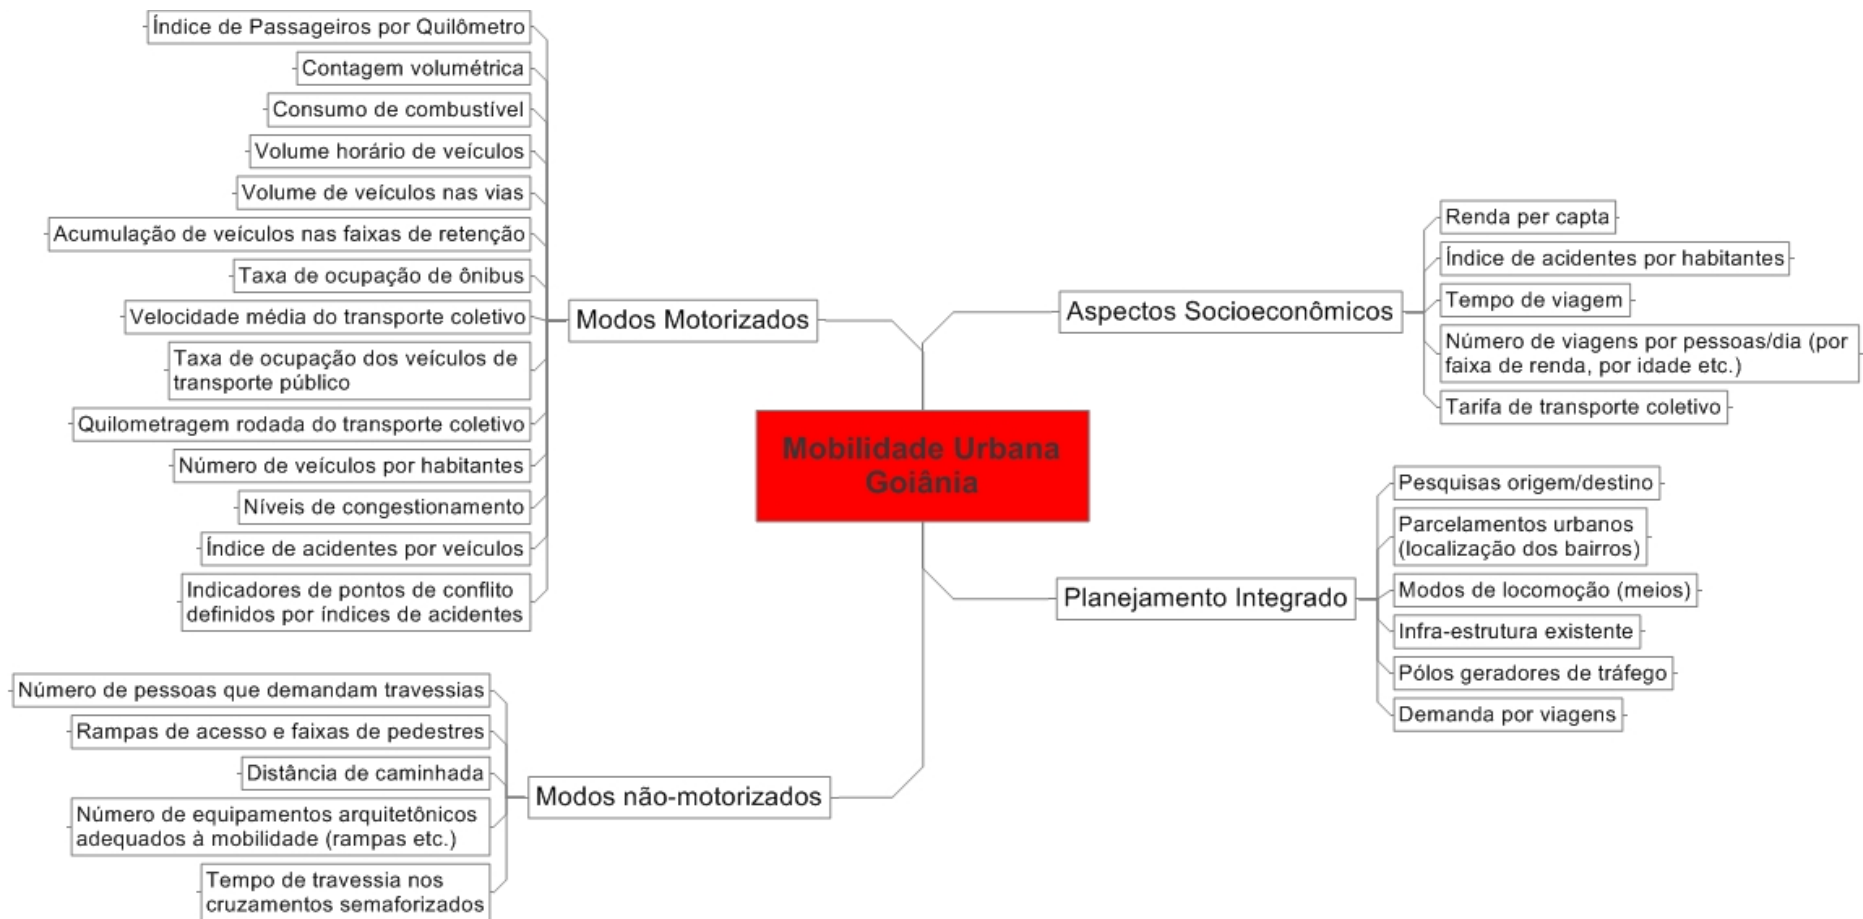 Índice de Passageiros por Quilômetro
Contagem volumétrica
Consumo de combustível
Volume horário de veículos
Volume de veículos nas vias
Acumulação de veículos nas faixas de retenção
Taxa de ocupação de ônibus
Velocidade média do transporte coletivo
Taxa de ocupação dos veículos de
transporte público
Quilometragem rodada do transporte coletivo
Número de veículos por habitantes
Níveis de congestionamento
Índice de acidentes por veículos
Indicadores de pontos de conflito
definidos por índices de acidentes
Modos Motorizados
Número de pessoas que demandam travessias
Rampas de acesso e faixas de pedestres
Distância de caminhada
Número de equipamentos arquitetônicos
adequados à mobilidade (rampas etc.)
Tempo de travessia nos
cruzamentos semaforizados
Modos não-motorizados
Mobilidade Urbana
Goiânia
Aspectos Socioeconômicos
Renda per capta
Índice de acidentes por habitantes
Tempo de viagem
Número de viagens por pessoas/dia (por
faixa de renda, por idade etc.)
Tarifa de transporte coletivo
Planejamento Integrado
Pesquisas origem/destino
Parcelamentos urbanos
(localização dos bairros)
Modos de locomoção (meios)
Infra-estrutura existente
Pólos geradores de tráfego
Demanda por viagens